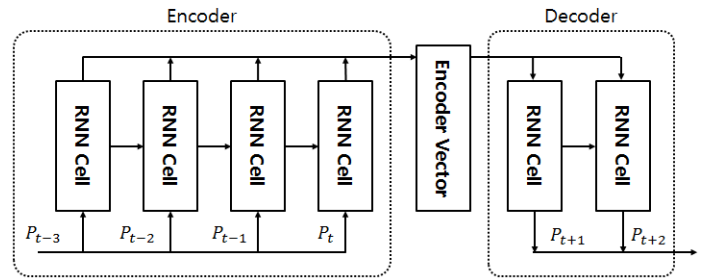 Encoder
Decoder
RNN Cell
RNN Cell
RNN Cell
RNN Cell
Encoder Vector
RNN Cell
RNN Cell
P_{t-3}
P_{t-2}
P_{t-1}
P_t
P_{t+1}
P_{t+2}